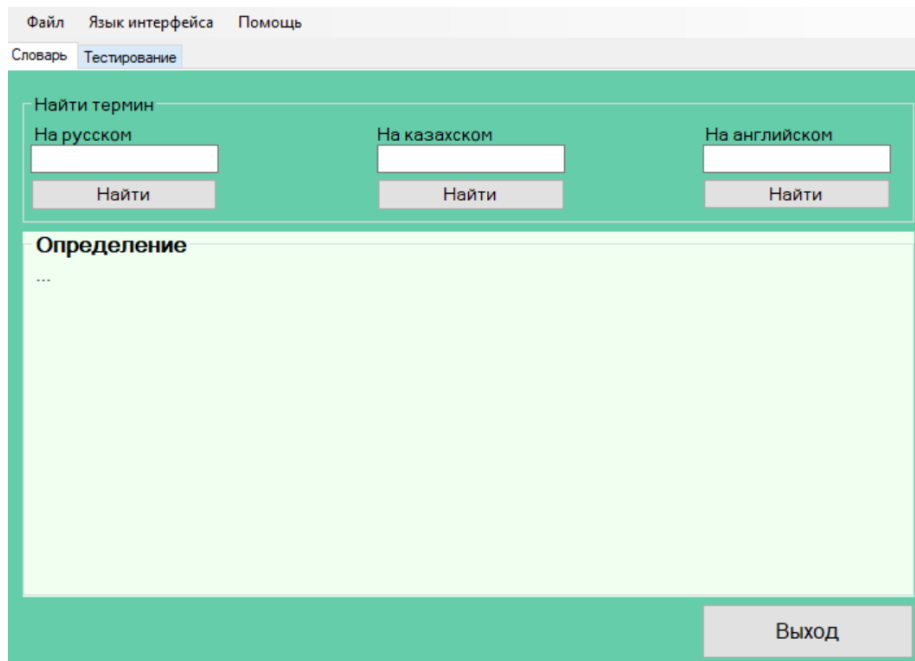 Файл Язык интерфейса Помощь
Словарь Тестирование
Найти термин
На русском На казахском На английском
Найти Найти Найти
Определение
...
Выход